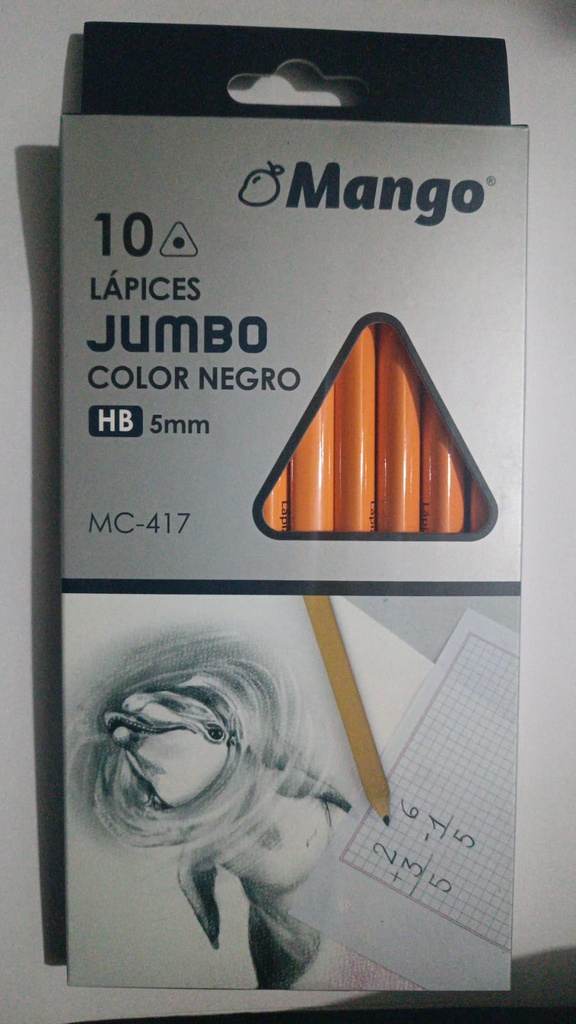 Mango®
10
LÁPICES
JUMBO
COLOR NEGRO
HB 5mm
MC-417
2
+3
5
6
-1
5